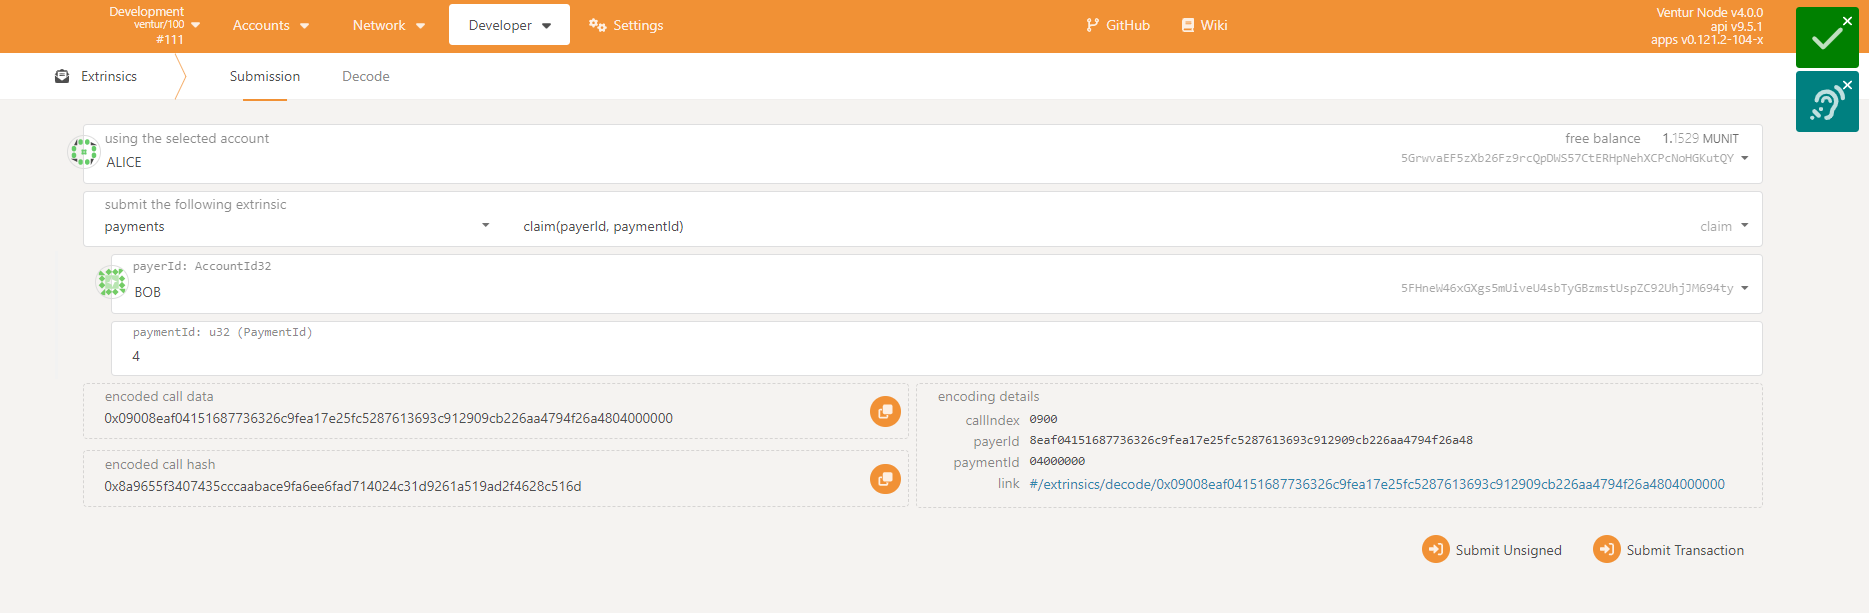 Development
ventur/100
#111
Accounts
Network
Developer
Settings
GitHub
Wiki
Ventur Node v4.0.0
api v9.5.1
apps v0.121.2-104-x
Extrinsics
Submission
Decode
using the selected account
ALICE
free balance 1.1529 MUNIT
5GrwvaEF5zXb26Fz9rcQpDWS57CtERHpNehXCPcNoHGKutQY
submit the following extrinsic
payments
claim(payerId, paymentId)
claim
payerId: AccountId32
BOB
5FHneW46xGXgs5mUiveU4sbTyGBzmstUspZC92UhjJM694ty
paymentId: u32 (PaymentId)
4
encoded call data
0x09008eaf04151687736326c9fea17e25fc5287613693c912909cb226aa4794f26a4804000000
encoded call hash
0x8a9655f3407435cccaabace9fa6ee6fad714024c31d9261a519ad2f4628c516d
encoding details
callIndex 0900
payerId 8eaf04151687736326c9fea17e25fc5287613693c912909cb226aa4794f26a48
paymentId 04000000
link #/extrinsics/decode/0x09008eaf04151687736326c9fea17e25fc5287613693c912909cb226aa4794f26a4804000000
Submit Unsigned
Submit Transaction